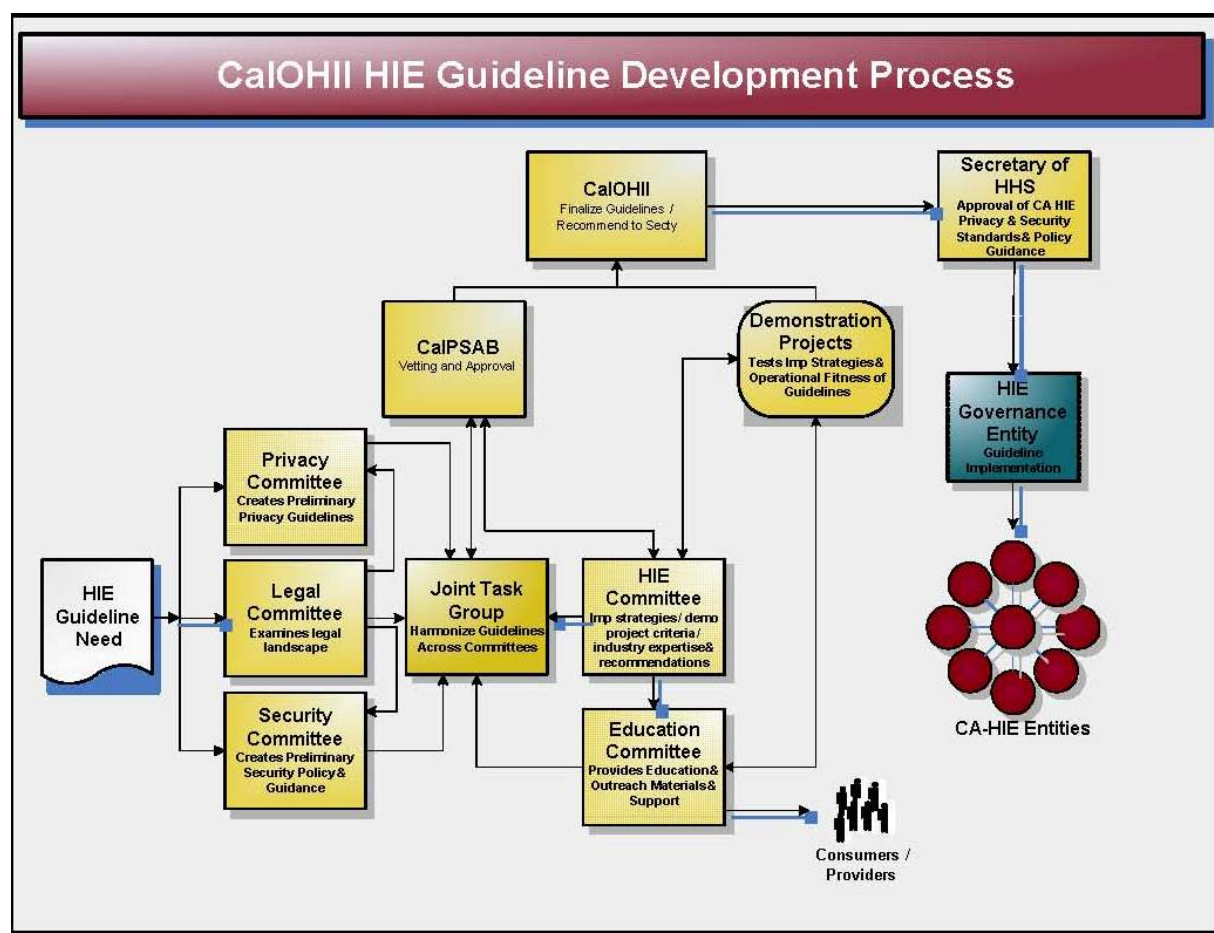 CalOHII HIE Guideline Development Process
CalOHII
Finalize Guidelines /
Recommend to Secty
Secretary of
HHS
Approval of CA HIE
Privacy & Security
Standards & Policy
Guidance
CalPSAB
Vetting and Approval
Demonstration
Projects
Tests Imp Strategies &
Operational Fitness of
Guidelines
HIE
Governance
Entity
Guideline
Implementation
Privacy
Committee
Creates Preliminary
Privacy Guidelines
HIE
Guideline
Need
Legal
Committee
Examines legal
landscape
Joint Task
Group
Harmonize Guidelines
Across Committees
HIE
Committee
Imp strategies/ demo
project criteria/
industry expertise &
recommendations
Security
Committee
Creates Preliminary
Security Policy &
Guidance
Education
Committee
Provides Education &
Outreach Materials &
Support
CA-HIE Entities
Consumers /
Providers